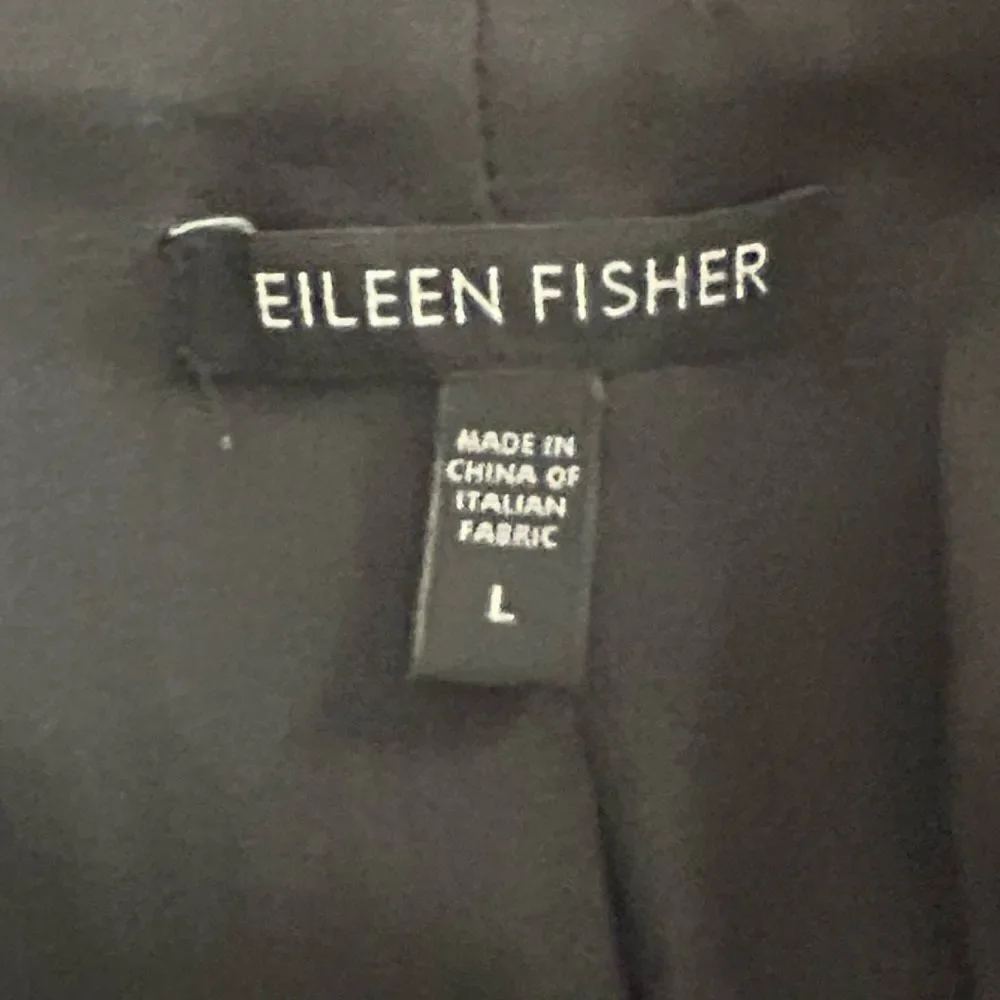 EILEEN FISHER
MADE IN
CHINA OF
ITALIAN
FABRIC
L